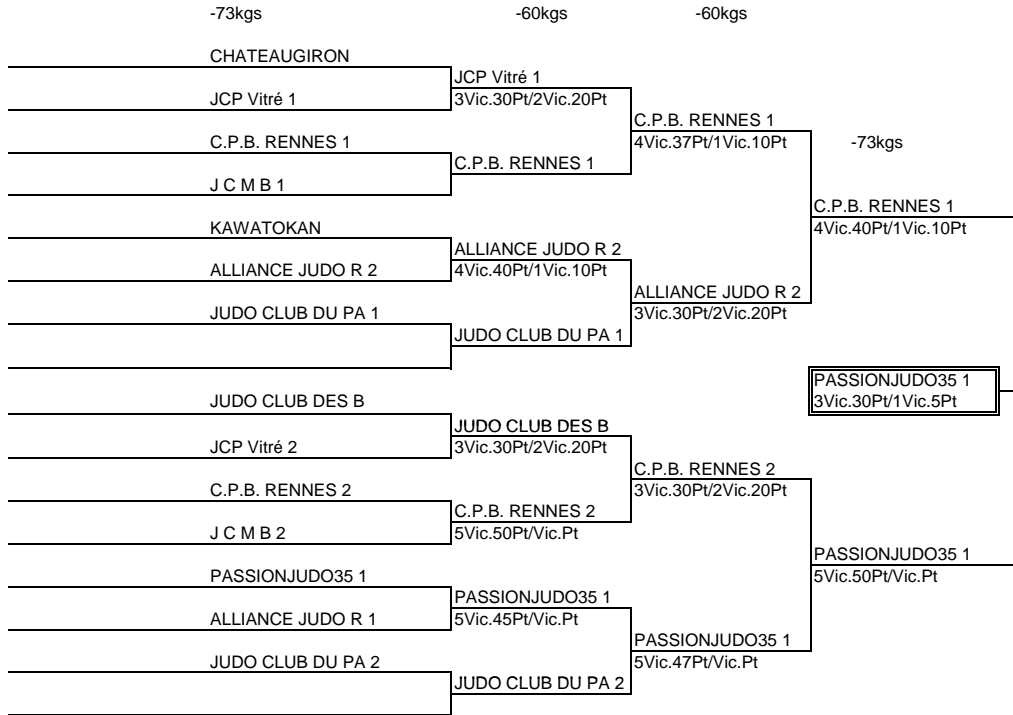 -73kgs
-60kgs
-60kgs
CHATEAUGIRON
JCP Vitré 1
JCP Vitré 1
3Vic.30Pt/2Vic.20Pt
C.P.B. RENNES 1
C.P.B. RENNES 1
4Vic.37Pt/1Vic.10Pt
-73kgs
C.P.B. RENNES 1
J C M B 1
C.P.B. RENNES 1
4Vic.40Pt/1Vic.10Pt
KAWATOKAN
ALLIANCE JUDO R 2
ALLIANCE JUDO R 2
4Vic.40Pt/1Vic.10Pt
ALLIANCE JUDO R 2
3Vic.30Pt/2Vic.20Pt
JUDO CLUB DU PA 1
JUDO CLUB DU PA 1
PASSIONJUDO35 1
3Vic.30Pt/1Vic.5Pt
JUDO CLUB DES B
JUDO CLUB DES B
JCP Vitré 2
3Vic.30Pt/2Vic.20Pt
C.P.B. RENNES 2
3Vic.30Pt/2Vic.20Pt
C.P.B. RENNES 2
C.P.B. RENNES 2
J C M B 2
5Vic.50Pt/Vic.Pt
PASSIONJUDO35 1
5Vic.50Pt/Vic.Pt
PASSIONJUDO35 1
PASSIONJUDO35 1
ALLIANCE JUDO R 1
5Vic.45Pt/Vic.Pt
PASSIONJUDO35 1
5Vic.47Pt/Vic.Pt
JUDO CLUB DU PA 2
JUDO CLUB DU PA 2